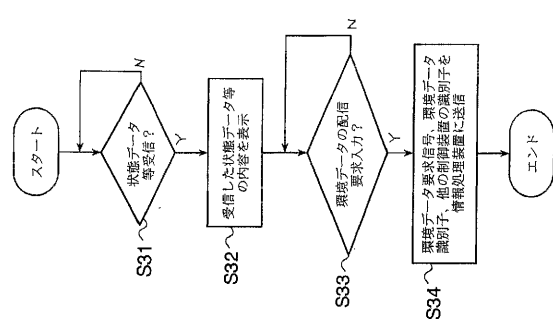 スタート
S31
状態データ
等受信？
N
Y
S32
受信した状態データ等
の内容を表示
S33
環境データの配信
要求入力？
N
Y
S34
環境データ要求信号、環境データ
識別子、他の制御装置の識別子を
情報処理装置に送信
エンド